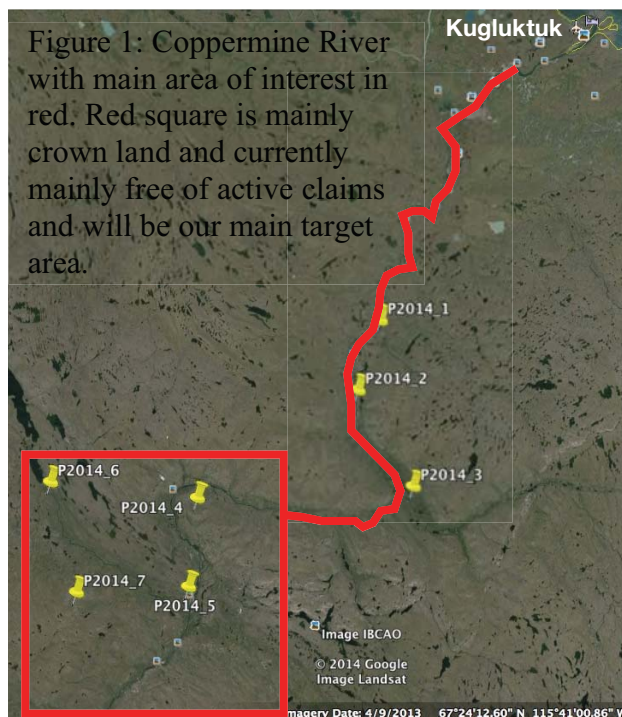 Kugluktuk
Figure 1: Coppermine River
with main area of interest in
red. Red square is mainly
crown land and currently
mainly free of active claims
and will be our main target
area.
P2014_1
P2014_2
P2014_3
P2014_6
P2014_4
P2014_7
P2014_5
Image IBCAO
© 2014 Google
Image Landsat
magery Date: 4/9/2013 67°24'12.60" N 115°41'00.86" W